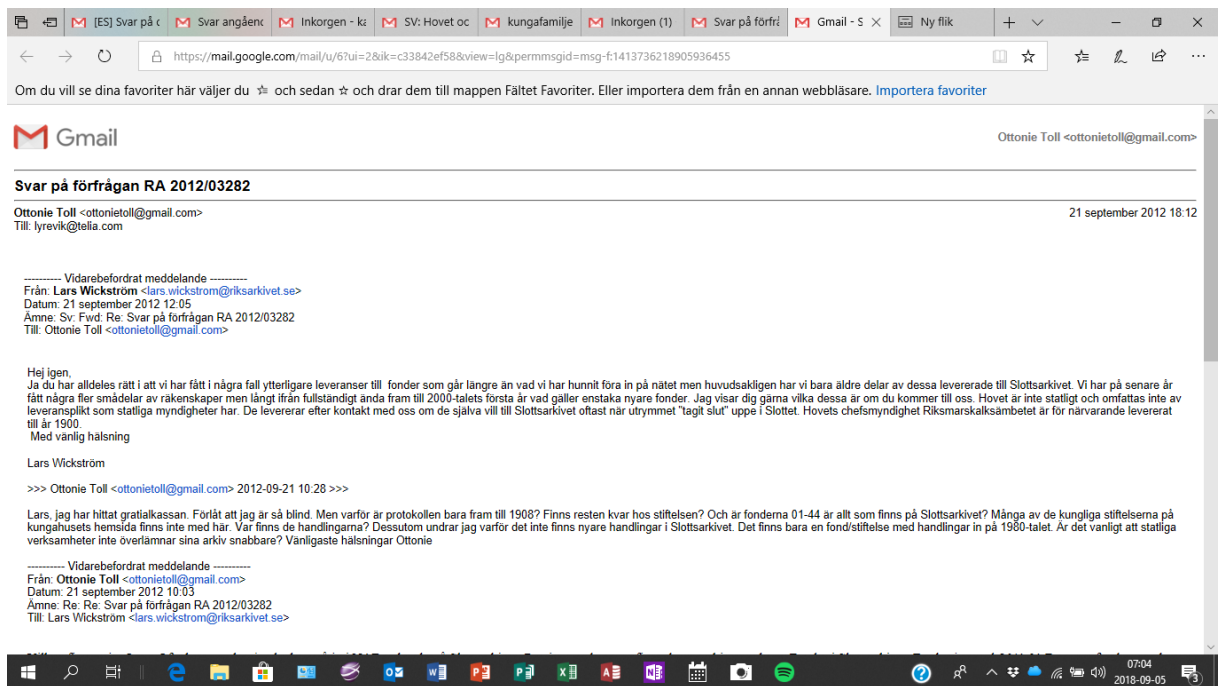 [ES] Svar på c
Svar angåenc
Inkorgen - ka
SV: Hovet oc
kungafamilje
Inkorgen (1)
Svar på förfrå
Gmail - S
Ny flik
https://mail.google.com/mail/u/6?ui=2&ik=c33842ef58&view=lg&permmsgid=msg-f:1413736218905936455
Om du vill se dina favoriter här väljer du och sedan och drar dem till mappen Fältet Favoriter. Eller importera dem från en annan webbläsare. Importera favoriter
Gmail
Ottonie Toll <ottonietoll@gmail.com>
Svar på förfrågan RA 2012/03282
Ottonie Toll <ottonietoll@gmail.com>
21 september 2012 18:12
Till: lyrevik@telia.com
---------- Vidarebefordrat meddelande ----------
Från: Lars Wickström <lars.wickstrom@riksarkivet.se>
Datum: 21 september 2012 12:05
Ämne: Sv: Fwd: Re: Svar på förfrågan RA 2012/03282
Till: Ottonie Toll <ottonietoll@gmail.com>
Hej igen,
Ja du har alldeles rätt i att vi har fått i några fall ytterligare leveranser till fonder som går längre än vad vi har hunnit föra in på nätet men huvudsakligen har vi bara äldre delar av dessa levererade till Slottsarkivet. Vi har på senare år
fått några fler smådelar av räkenskaper men långt ifrån fullständigt ända fram till 2000-talets första år vad gäller enstaka nyare fonder. Jag visar dig gärna vilka dessa är om du kommer till oss. Hovet är inte statligt och omfattas inte av
leveransplikt som statliga myndigheter har. De levererar efter kontakt med oss om de själva vill till Slottsarkivet oftast när utrymmet "tagit slut" uppe i Slottet. Hovets chefsmyndighet Riksmarskalksämbetet är för närvarande levererat
till år 1900.
Med vänlig hälsning
Lars Wickström
>>> Ottonie Toll <ottonietoll@gmail.com> 2012-09-21 10:28 >>>
Lars, jag har hittat gratialkassan. Förlåt att jag är så blind. Men varför är protokollen bara fram till 1908? Finns resten kvar hos stiftelsen? Och är fonderna 01-44 är allt som finns på Slottsarkivet? Många av de kungliga stiftelserna på
kungahusets hemsida finns inte med här. Var finns de handlingarna? Dessutom undrar jag varför det inte finns nyare handlingar i Slottsarkivet. Det finns bara en fond/stiftelse med handlingar in på 1980-talet. Är det vanligt att statliga
verksamheter inte överlämnar sina arkiv snabbare? Vänligaste hälsningar Ottonie
---------- Vidarebefordrat meddelande ----------
Från: Ottonie Toll <ottonietoll@gmail.com>
Datum: 21 september 2012 10:03
Ämne: Re: Re: Svar på förfrågan RA 2012/03282
Till: Lars Wickström <lars.wickstrom@riksarkivet.se>
07:04
2018-09-05